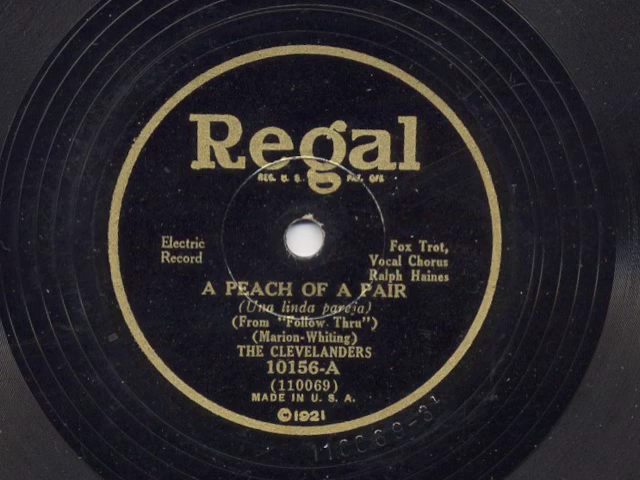 Regal
REG. U. S. PAT. OFF.
Electric
Record
Fox Trot,
Vocal Chorus
Ralph Haines
A PEACH OF A PAIR
(Una linda pareja)
(From "Follow Thru")
(Marion-Whiting)
THE CLEVELANDERS
10156-A
(110069)
MADE IN U. S. A.
©1921